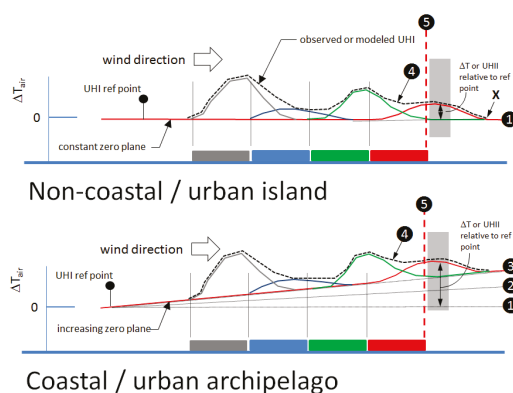 5
wind direction
observed or modeled UHI
4
ΔT or UHII
relative to ref
point
X
UHI ref point
ΔTair
0
1
constant zero plane
Non-coastal / urban island
5
wind direction
4
ΔT or UHII
relative to ref
point
UHI ref point
3
2
ΔTair
0
1
increasing zero plane
Coastal / urban archipelago